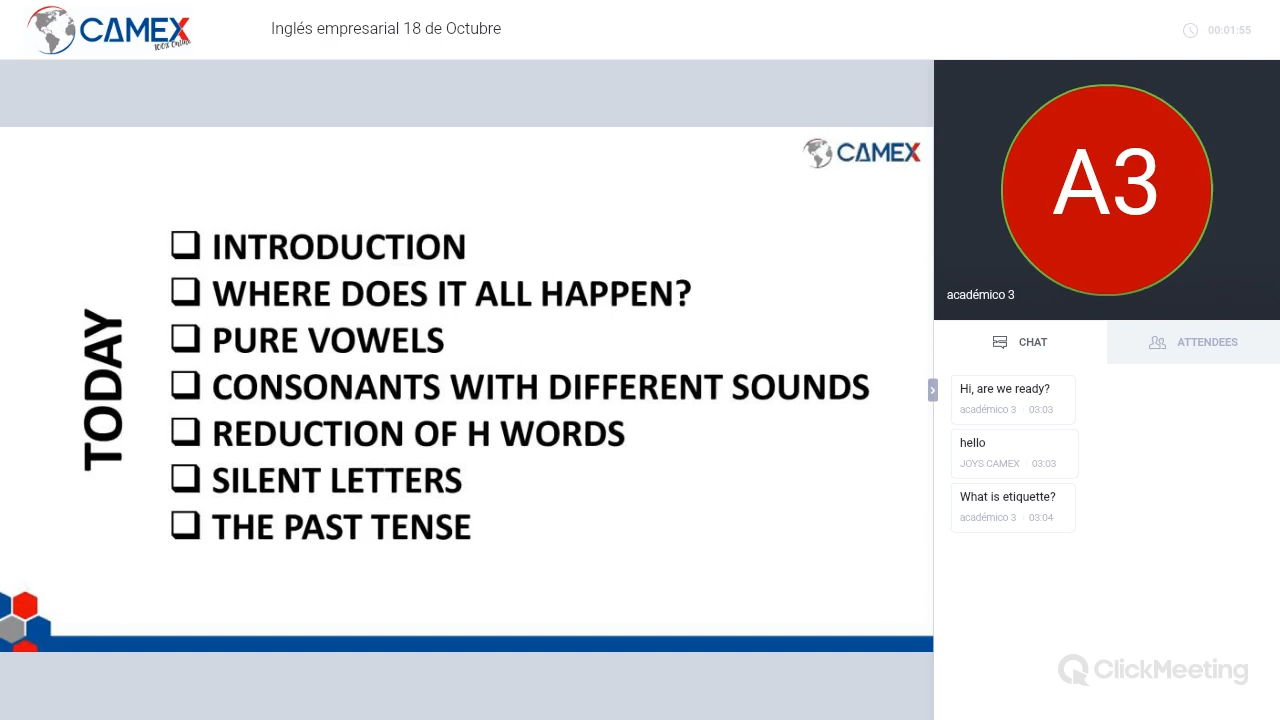 CAMEX
100% Online
Inglés empresarial 18 de Octubre
00:01:55
CAMEX
TODAY
INTRODUCTION
WHERE DOES IT ALL HAPPEN?
PURE VOWELS
CONSONANTS WITH DIFFERENT SOUNDS
REDUCTION OF H WORDS
SILENT LETTERS
THE PAST TENSE
A3
académico 3
CHAT
ATTENDEES
Hi, are we ready?
académico 3 03:03
hello
JOYS CAMEX 03:03
What is etiquette?
académico 3 03:04
ClickMeeting